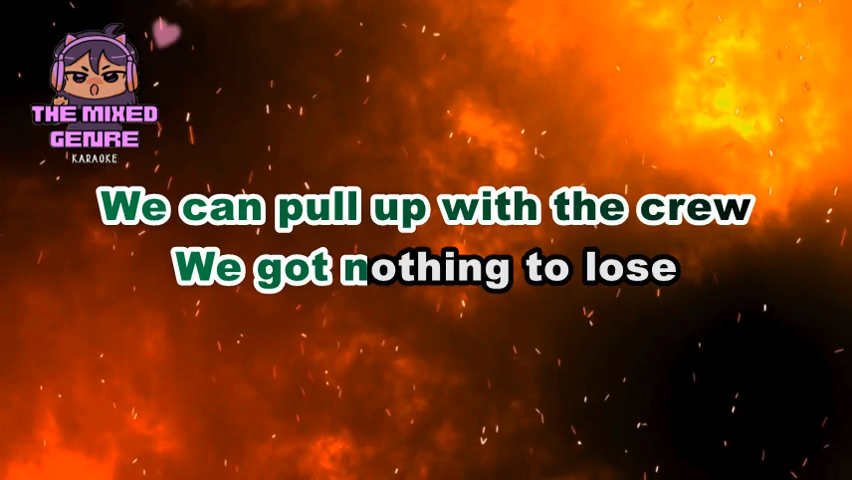 THE MIXED
GENRE
KARAOKE
We can pull up with the crew
We got nothing to lose